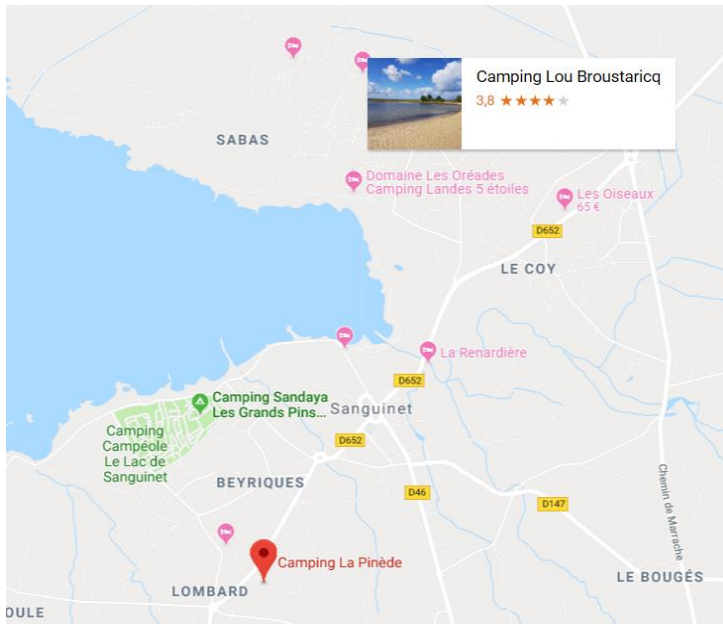 Camping Lou Broustaricq
3,8
SABAS
Domaine Les Oréades
Camping Landes 5 étoiles
Les Oiseaux
65 €
D652
LE COY
La Renardière
D652
Camping Sandaya
Les Grands Pins...
Sanguinet
Camping
Campéole
Le Lac de
Sanguinet
D652
BEYRIQUES
D46
D147
Chemin de Marrache
Camping La Pinède
LOMBARD
LE BOUGÉS
OULE